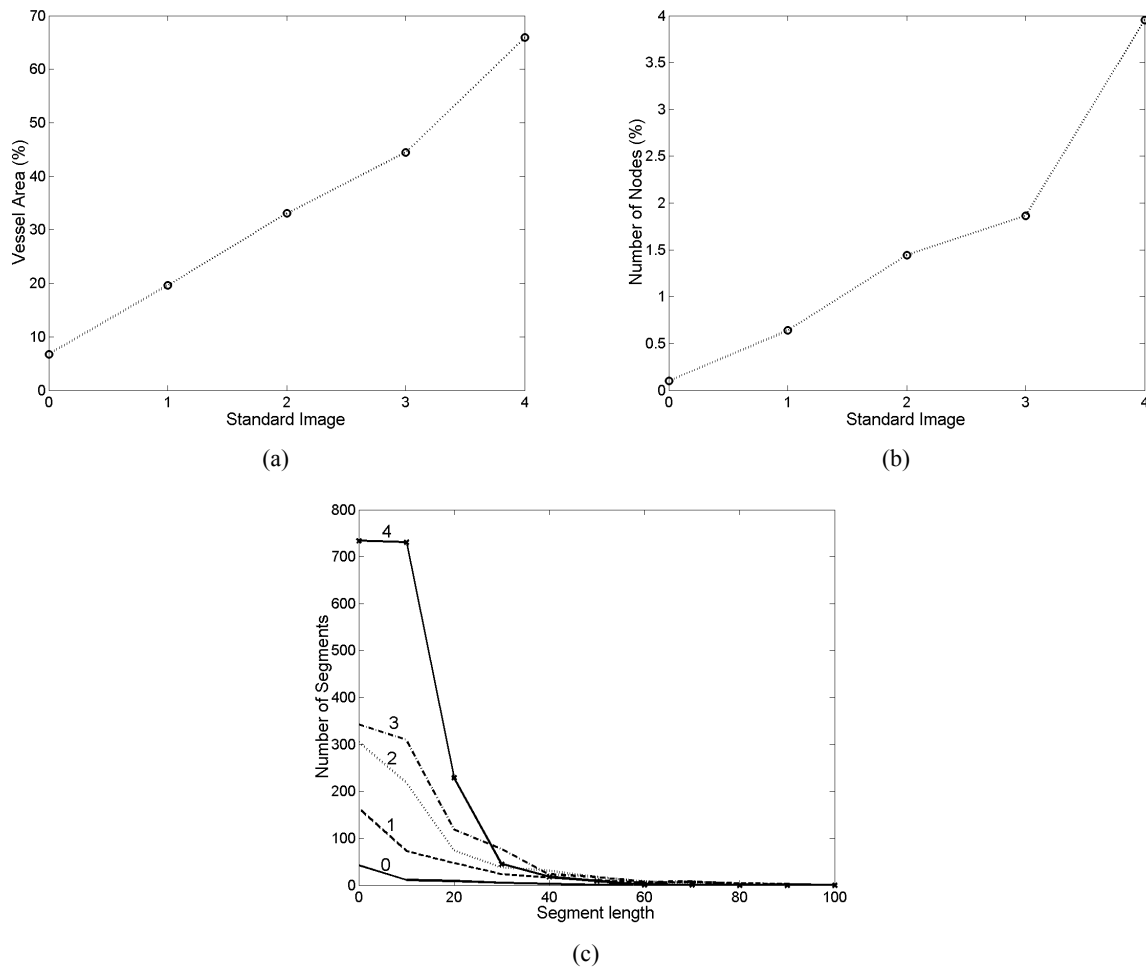 70
60
50
40
30
20
10
0
Vessel Area (%)
0 1 2 3 4
Standard Image
(a)
4
3.5
3
2.5
2
1.5
1
0.5
0
Number of Nodes (%)
0 1 2 3 4
Standard Image
(b)
800
700
600
500
400
300
200
100
0
Number of Segments
4
3
2
1
0
0 20 40 60 80 100
Segment length
(c)